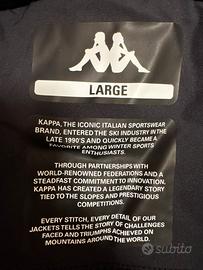 LARGE
KAPPA, THE ICONIC ITALIAN SPORTSWEAR
BRAND, ENTERED THE SKI INDUSTRY IN THE
LATE 1990'S AND QUICKLY BECAME A
FAVORITE AMONG WINTER SPORTS
ENTHUSIASTS.
THROUGH PARTNERSHIPS WITH
WORLD-RENOWNED FEDERATIONS AND A
STEADFAST COMMITMENT TO INNOVATION,
KAPPA HAS CREATED A LEGENDARY STORY
TIED TO THE SLOPES AND PRESTIGIOUS
COMPETITIONS.
EVERY STITCH, EVERY DETAIL OF OUR
JACKETS TELLS THE STORY OF CHALLENGES
FACED AND TRIUMPHS ACHIEVED ON
MOUNTAINS AROUND THE WORLD.
subito